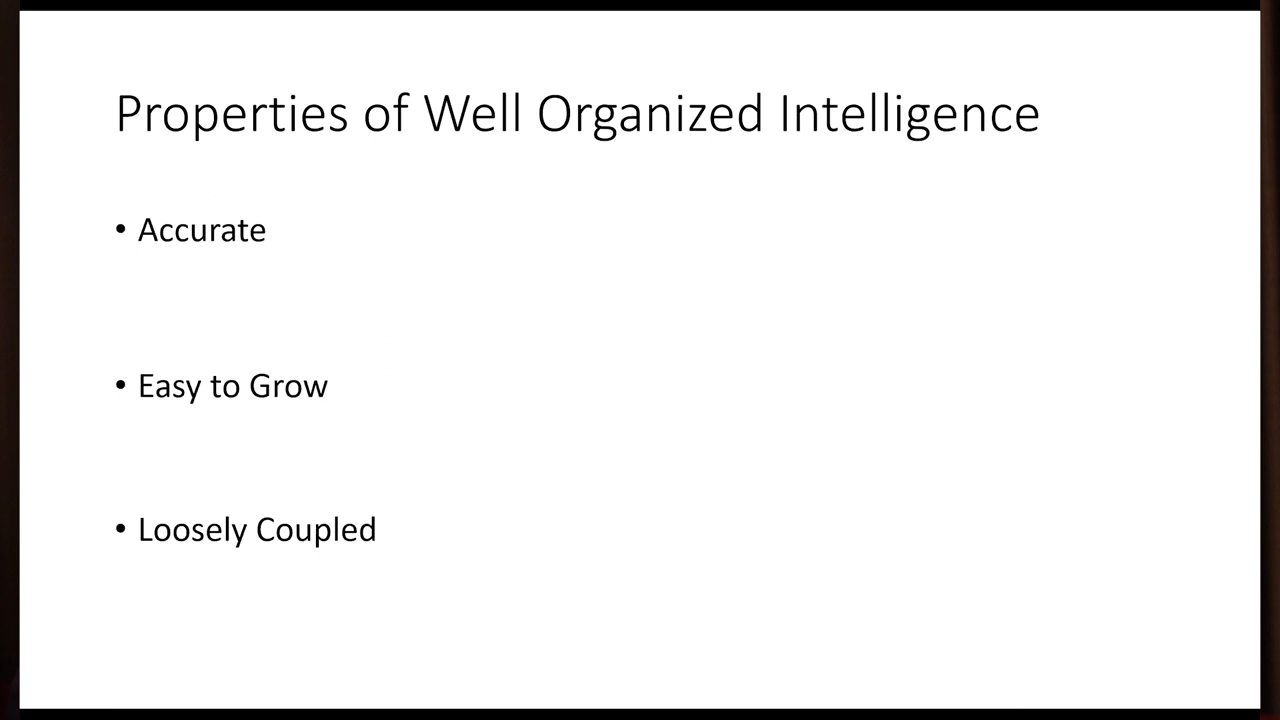 Properties of Well Organized Intelligence
• Accurate
• Easy to Grow
• Loosely Coupled